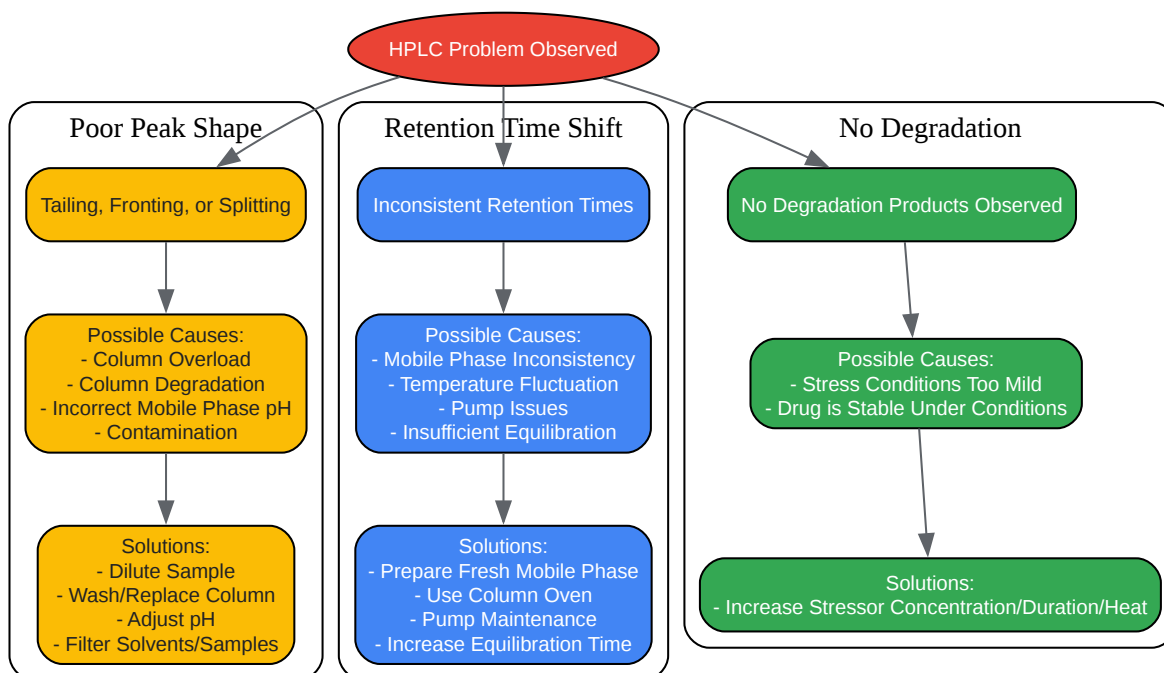 HPLC Problem Observed
Poor Peak Shape
Tailing, Fronting, or Splitting
Possible Causes:
- Column Overload
- Column Degradation
- Incorrect Mobile Phase pH
- Contamination
Solutions:
- Dilute Sample
- Wash/Replace Column
- Adjust pH
- Filter Solvents/Samples
Retention Time Shift
Inconsistent Retention Times
Possible Causes:
- Mobile Phase Inconsistency
- Temperature Fluctuation
- Pump Issues
- Insufficient Equilibration
Solutions:
- Prepare Fresh Mobile Phase
- Use Column Oven
- Pump Maintenance
- Increase Equilibration Time
No Degradation
No Degradation Products Observed
Possible Causes:
- Stress Conditions Too Mild
- Drug is Stable Under Conditions
Solutions:
- Increase Stressor Concentration/Duration/Heat